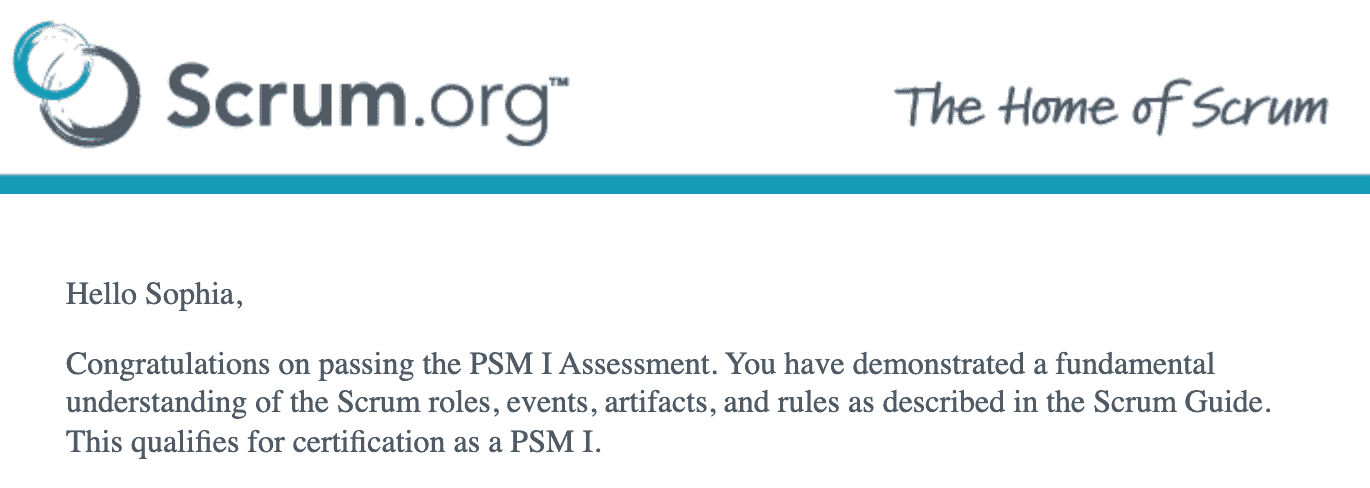 Scrum.org™
The Home of Scrum
Hello Sophia,
Congratulations on passing the PSM I Assessment. You have demonstrated a fundamental
understanding of the Scrum roles, events, artifacts, and rules as described in the Scrum Guide.
This qualifies for certification as a PSM I.